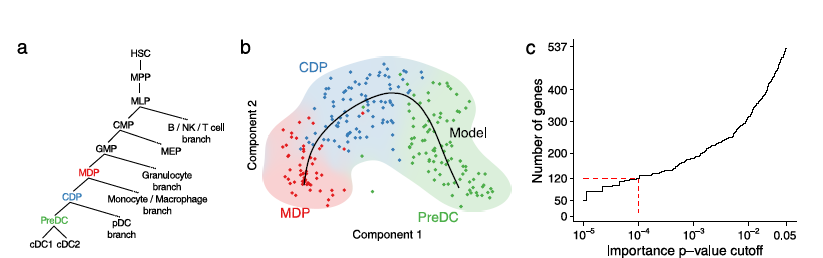 a
HSC
MPP
MLP
B / NK / T cell
branch
CMP
MEP
GMP
Granulocyte
branch
MDP
Monocyte / Macrophage
branch
CDP
pDC
branch
PreDC
cDC1 cDC2
b
CDP
Model
MDP
PreDC
Component 2
Component 1
c
537
400
300
200
120
50
0
Number of genes
10−5
10−4
10−3
10−2
0.05
Importance p−value cutoff